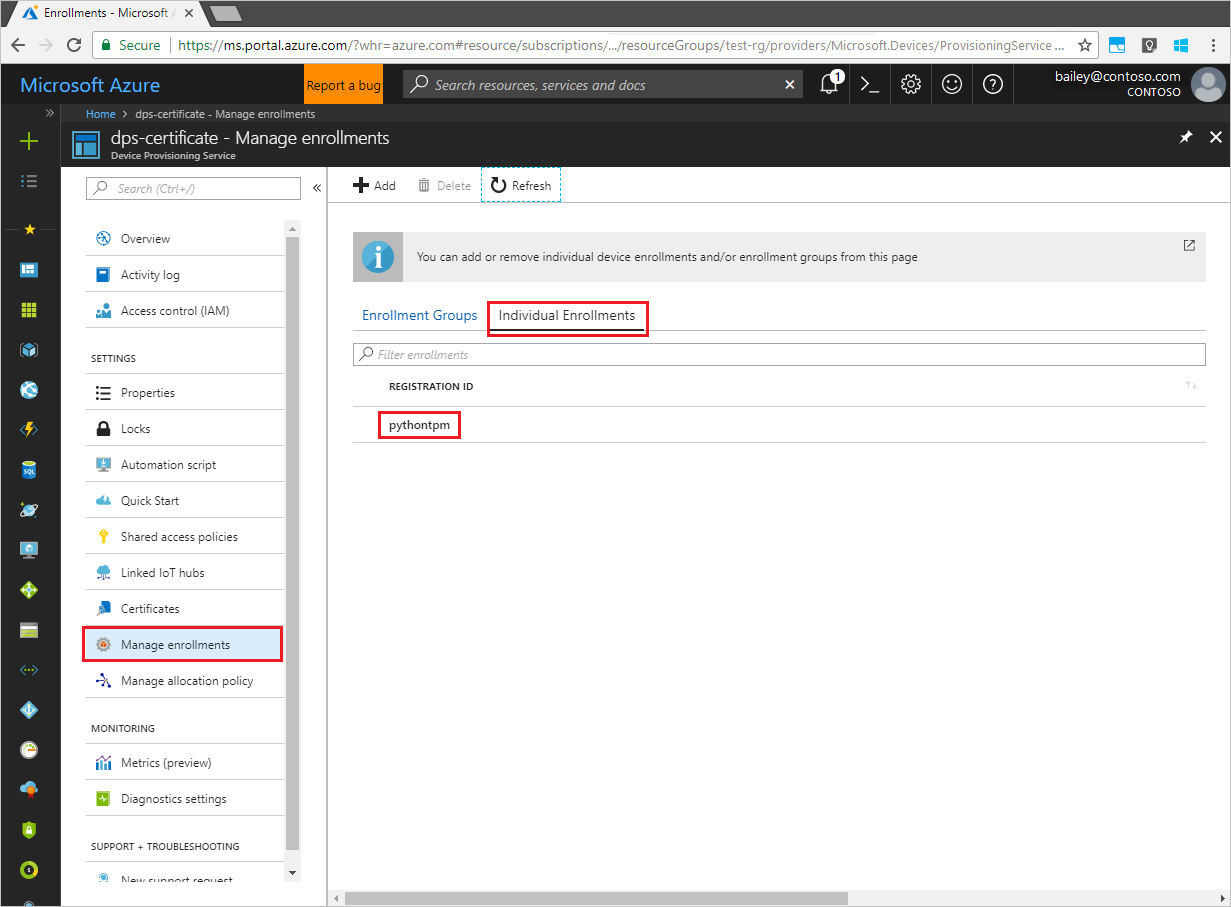 Enrollments - Microsoft A
Secure
https://ms.portal.azure.com/?whr=azure.com#resource/subscriptions/.../resourceGroups/test-rg/providers/Microsoft.Devices/ProvisioningService ...
Microsoft Azure
Report a bug
Search resources, services and docs
1
bailey@contoso.com
CONTOSO
Home > dps-certificate - Manage enrollments
dps-certificate - Manage enrollments
Device Provisioning Service
Search (Ctrl+/)
Add
Delete
Refresh
Overview
Activity log
Access control (IAM)
SETTINGS
Properties
Locks
Automation script
Quick Start
Shared access policies
Linked IoT hubs
Certificates
Manage enrollments
Manage allocation policy
MONITORING
Metrics (preview)
Diagnostics settings
SUPPORT + TROUBLESHOOTING
New support request
You can add or remove individual device enrollments and/or enrollment groups from this page
Enrollment Groups
Individual Enrollments
Filter enrollments
REGISTRATION ID
pythontpm
SQL